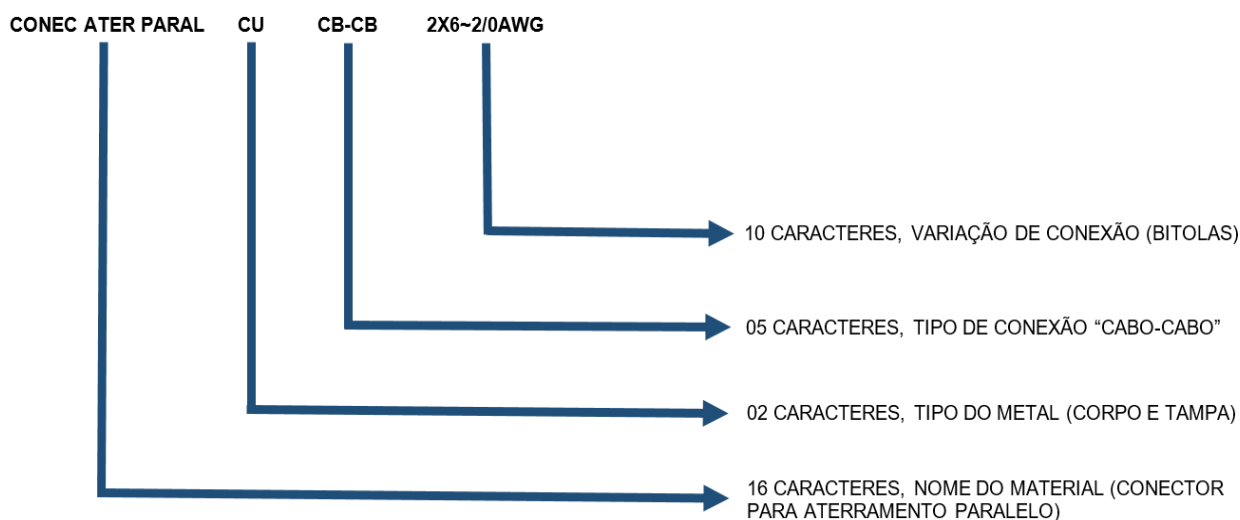 CONEC ATER PARAL CU CB-CB 2X6~2/0AWG
10 CARACTERES, VARIAÇÃO DE CONEXÃO (BITOLAS)
05 CARACTERES, TIPO DE CONEXÃO “CABO-CABO”
02 CARACTERES, TIPO DO METAL (CORPO E TAMPA)
16 CARACTERES, NOME DO MATERIAL (CONECTOR
PARA ATERRAMENTO PARALELO)